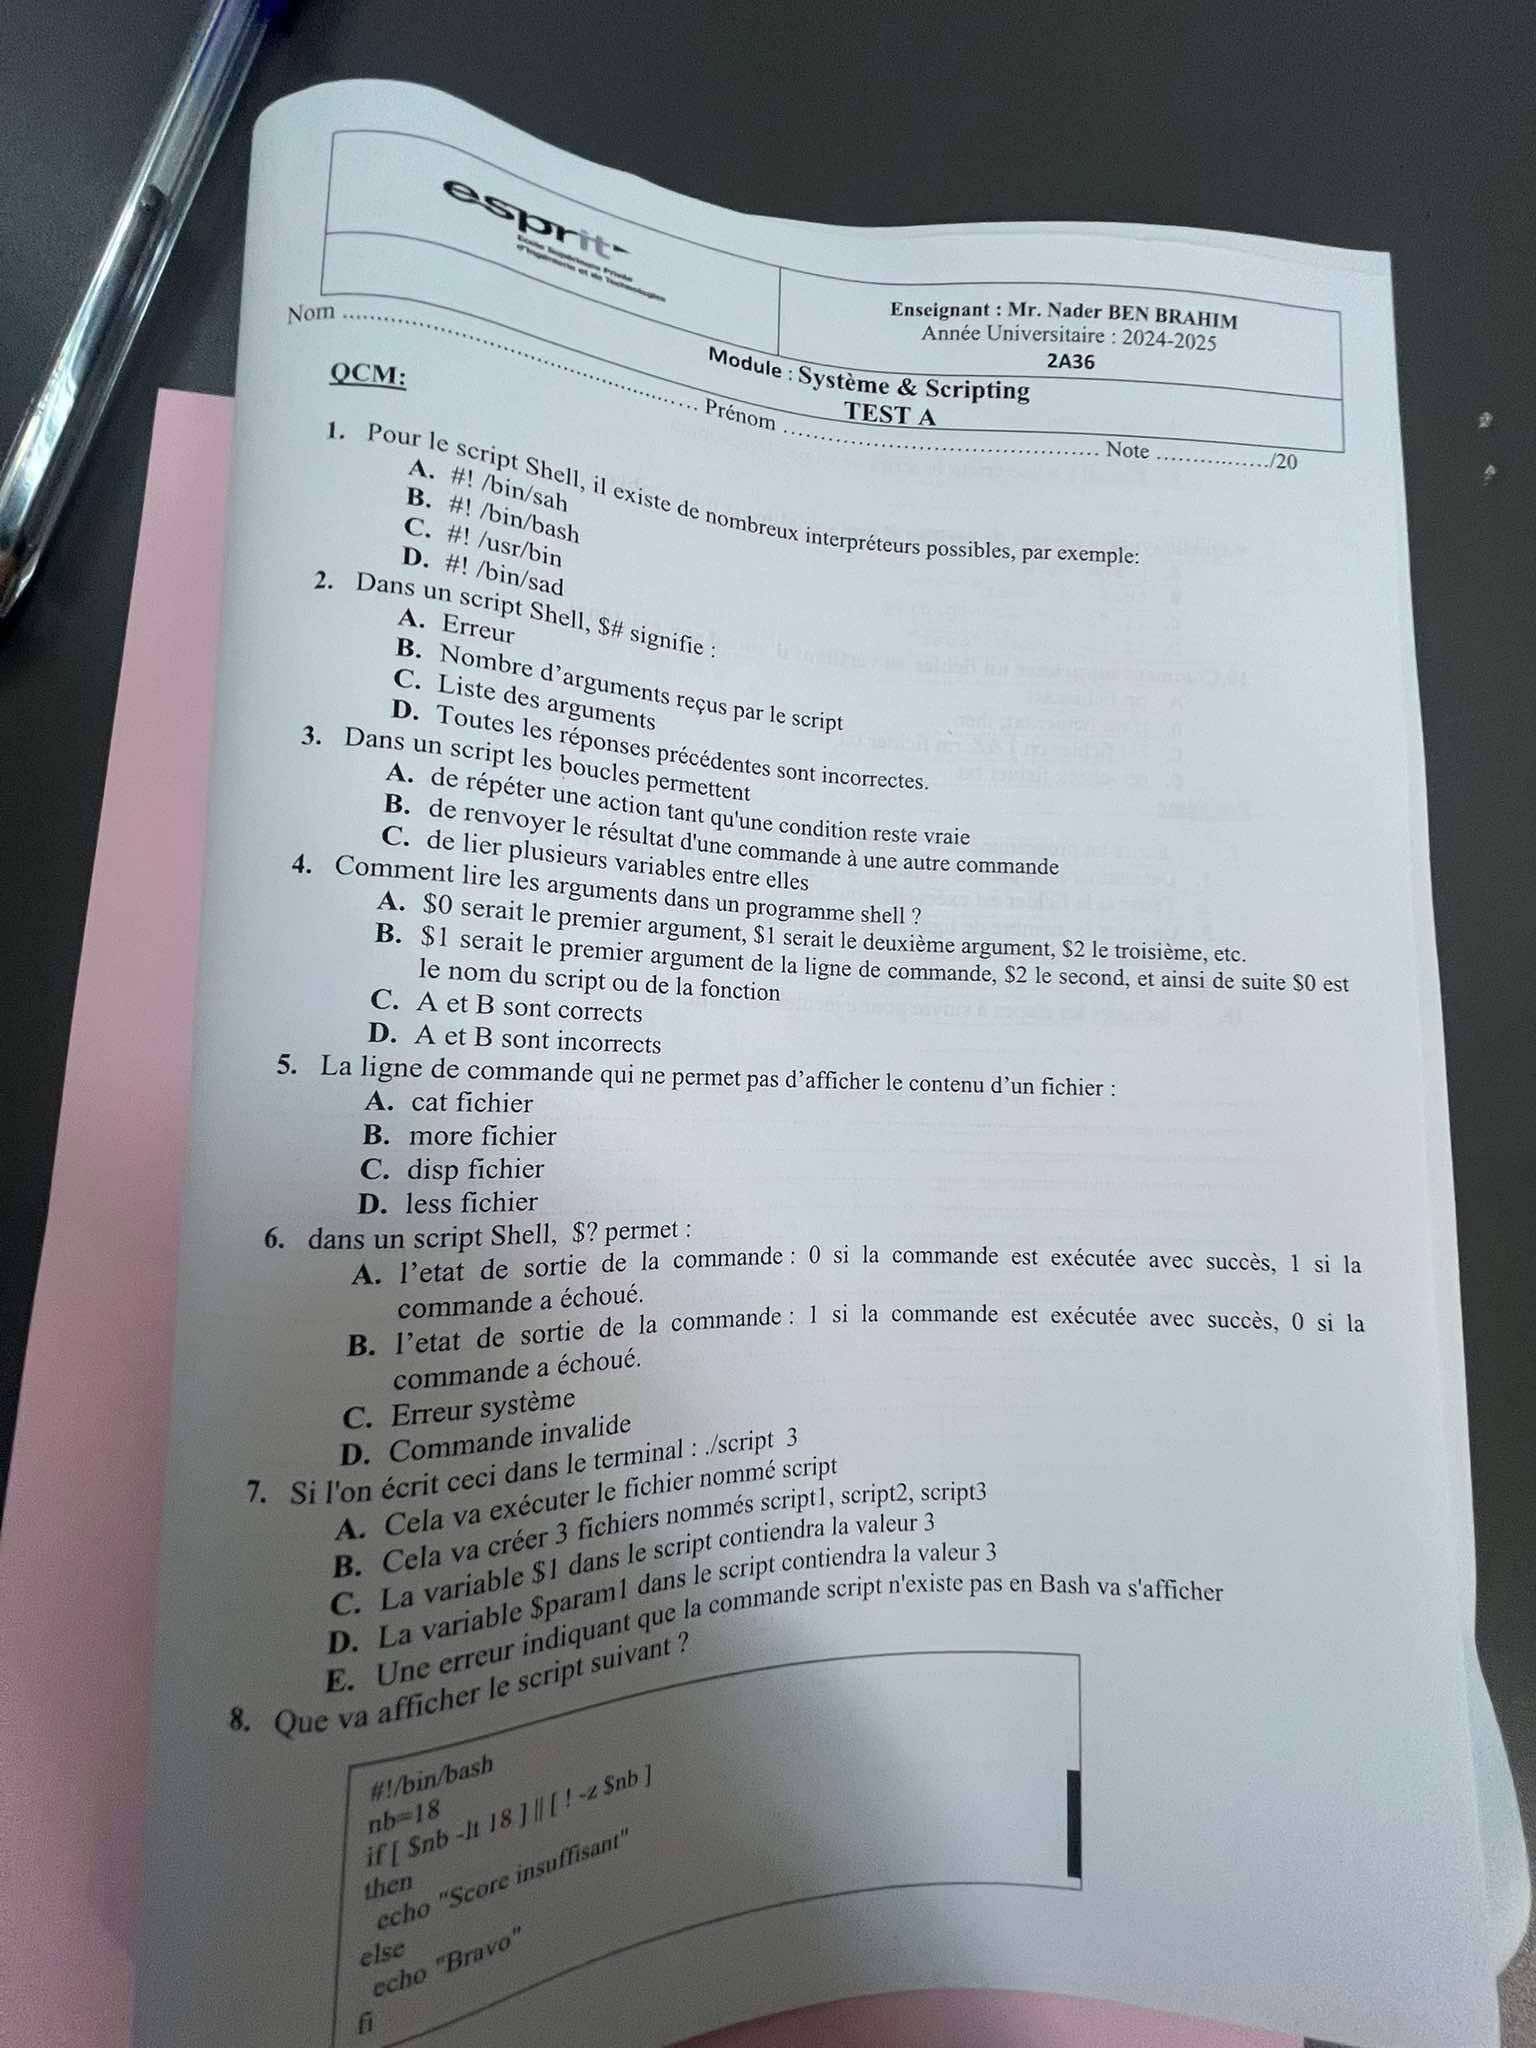 esprit
Ecole Supérieure Privée
d'Ingénierie et de Technologies
Enseignant : Mr. Nader BEN BRAHIM
Année Universitaire : 2024-2025
2A36
Module : Système & Scripting
TEST A
Nom ........................................ Prénom ........................................ Note ................/20
QCM:
1. Pour le script Shell, il existe de nombreux interpréteurs possibles, par exemple:
A. #! /bin/sah
B. #! /bin/bash
C. #! /usr/bin
D. #! /bin/sad
2. Dans un script Shell, $# signifie :
A. Erreur
B. Nombre d’arguments reçus par le script
C. Liste des arguments
D. Toutes les réponses précédentes sont incorrectes.
3. Dans un script les boucles permettent
A. de répéter une action tant qu'une condition reste vraie
B. de renvoyer le résultat d'une commande à une autre commande
C. de lier plusieurs variables entre elles
4. Comment lire les arguments dans un programme shell ?
A. $0 serait le premier argument, $1 serait le deuxième argument, $2 le troisième, etc.
B. $1 serait le premier argument de la ligne de commande, $2 le second, et ainsi de suite $0 est
le nom du script ou de la fonction
C. A et B sont corrects
D. A et B sont incorrects
5. La ligne de commande qui ne permet pas d’afficher le contenu d’un fichier :
A. cat fichier
B. more fichier
C. disp fichier
D. less fichier
6. dans un script Shell, $? permet :
A. l’etat de sortie de la commande : 0 si la commande est exécutée avec succès, 1 si la
commande a échoué.
B. l’etat de sortie de la commande : 1 si la commande est exécutée avec succès, 0 si la
commande a échoué.
C. Erreur système
D. Commande invalide
7. Si l'on écrit ceci dans le terminal : ./script 3
A. Cela va exécuter le fichier nommé script
B. Cela va créer 3 fichiers nommés script1, script2, script3
C. La variable $1 dans le script contiendra la valeur 3
D. La variable $param1 dans le script contiendra la valeur 3
E. Une erreur indiquant que la commande script n'existe pas en Bash va s'afficher
8. Que va afficher le script suivant ?
#!/bin/bash
nb=18
if [ $nb -lt 18 ] || [ ! -z $nb ]
then
echo "Score insuffisant"
else
echo "Bravo"
fi